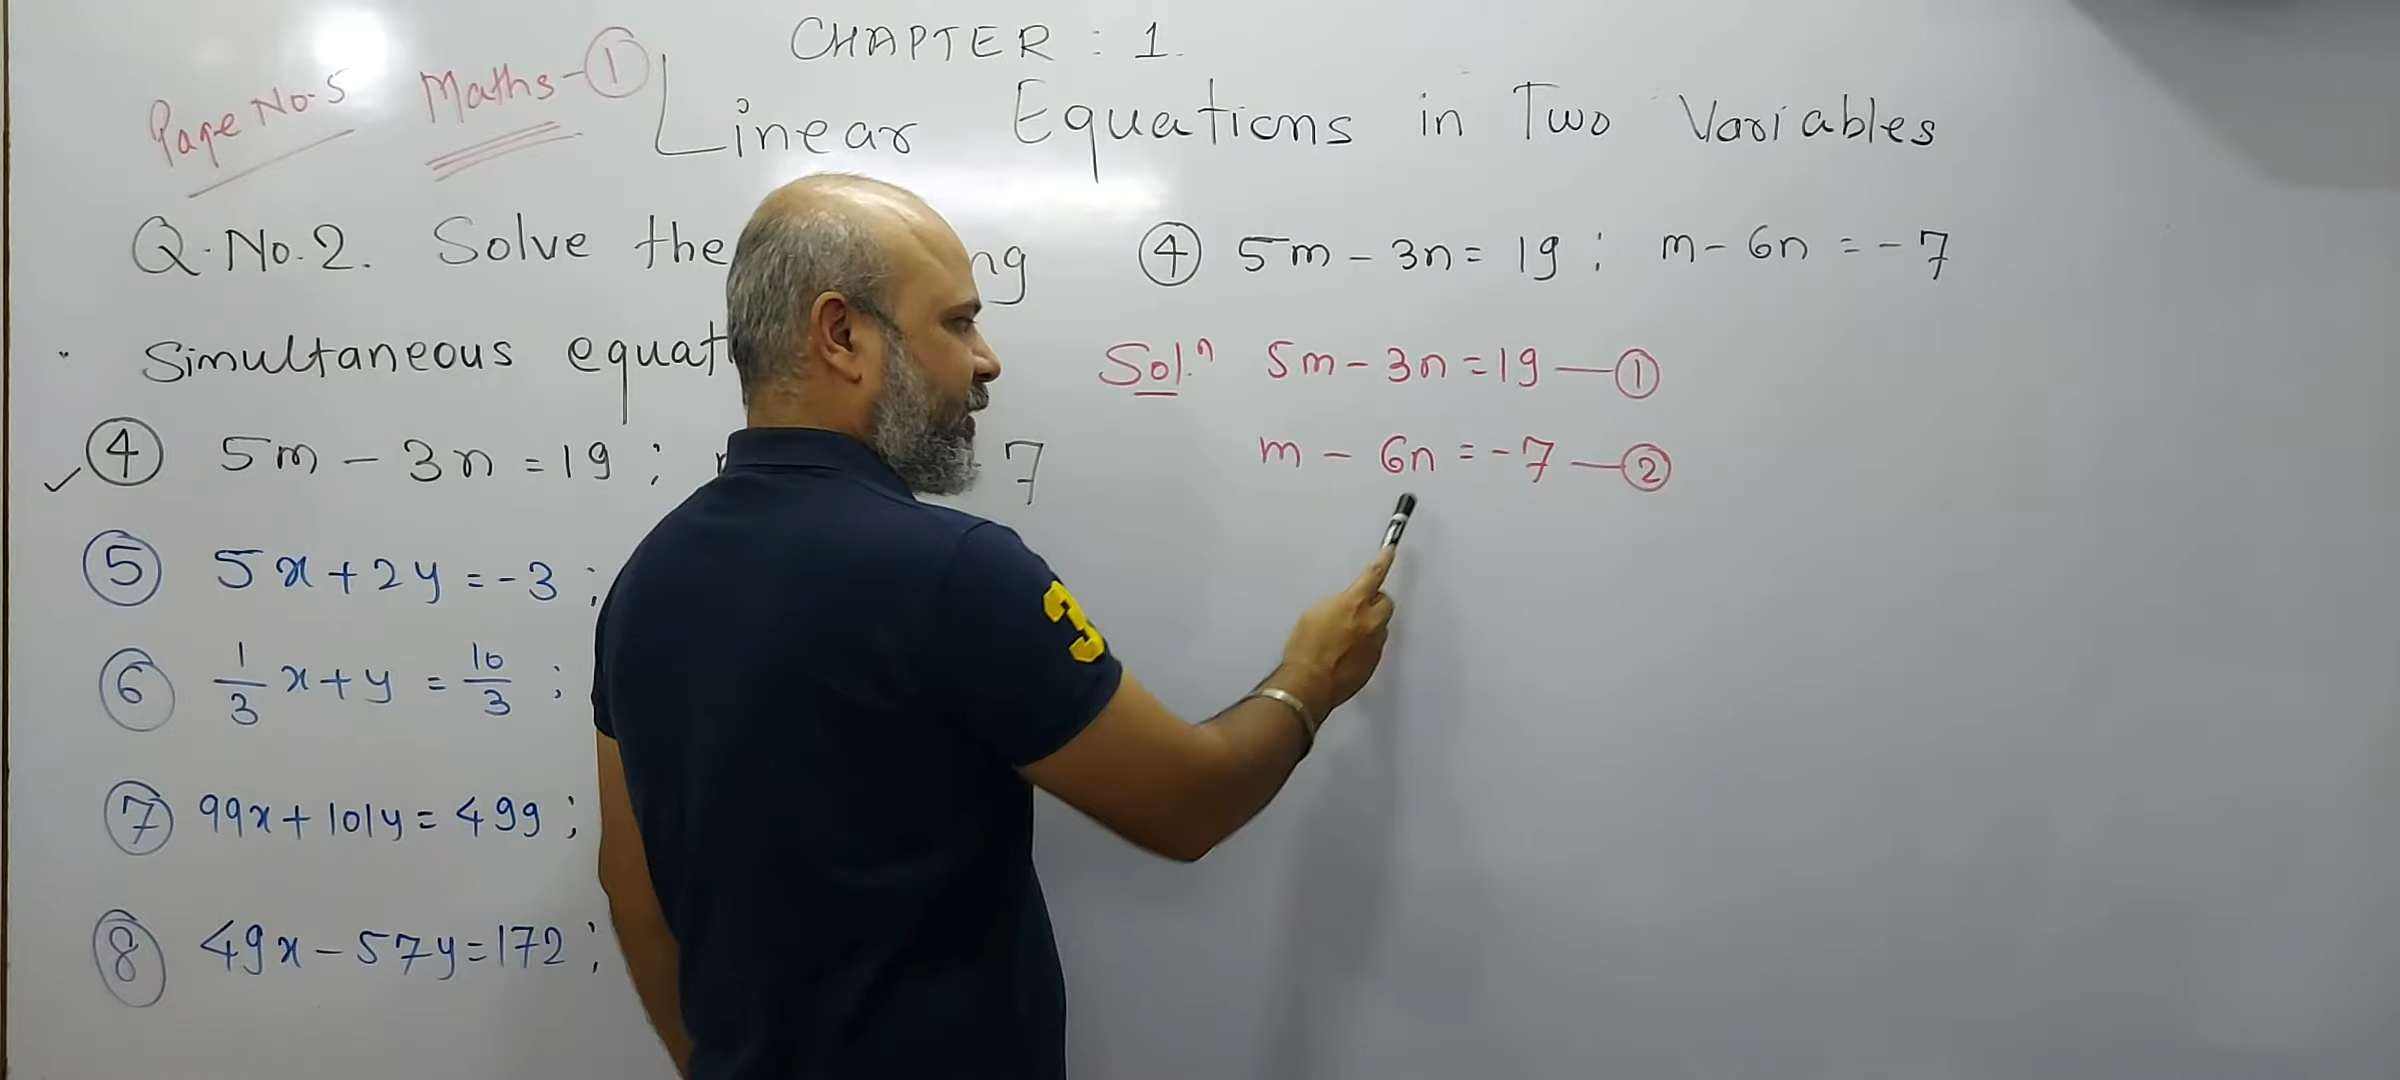 CHAPTER : 1.
Page No. 5 Maths - ①
Linear Equations in Two Variables
Q. No. 2. Solve the ng
Simultaneous equat
④ 5m - 3n = 19 ; 7
⑤ 5x + 2y = -3 ;
⑥ 1/3 x + y = 10/3 ;
⑦ 99x + 101y = 499 ;
⑧ 49x - 57y = 172 ;
④ 5m - 3n = 19 ; m - 6n = -7
Sol.ⁿ 5m - 3n = 19 — ①
m - 6n = -7 — ②
3